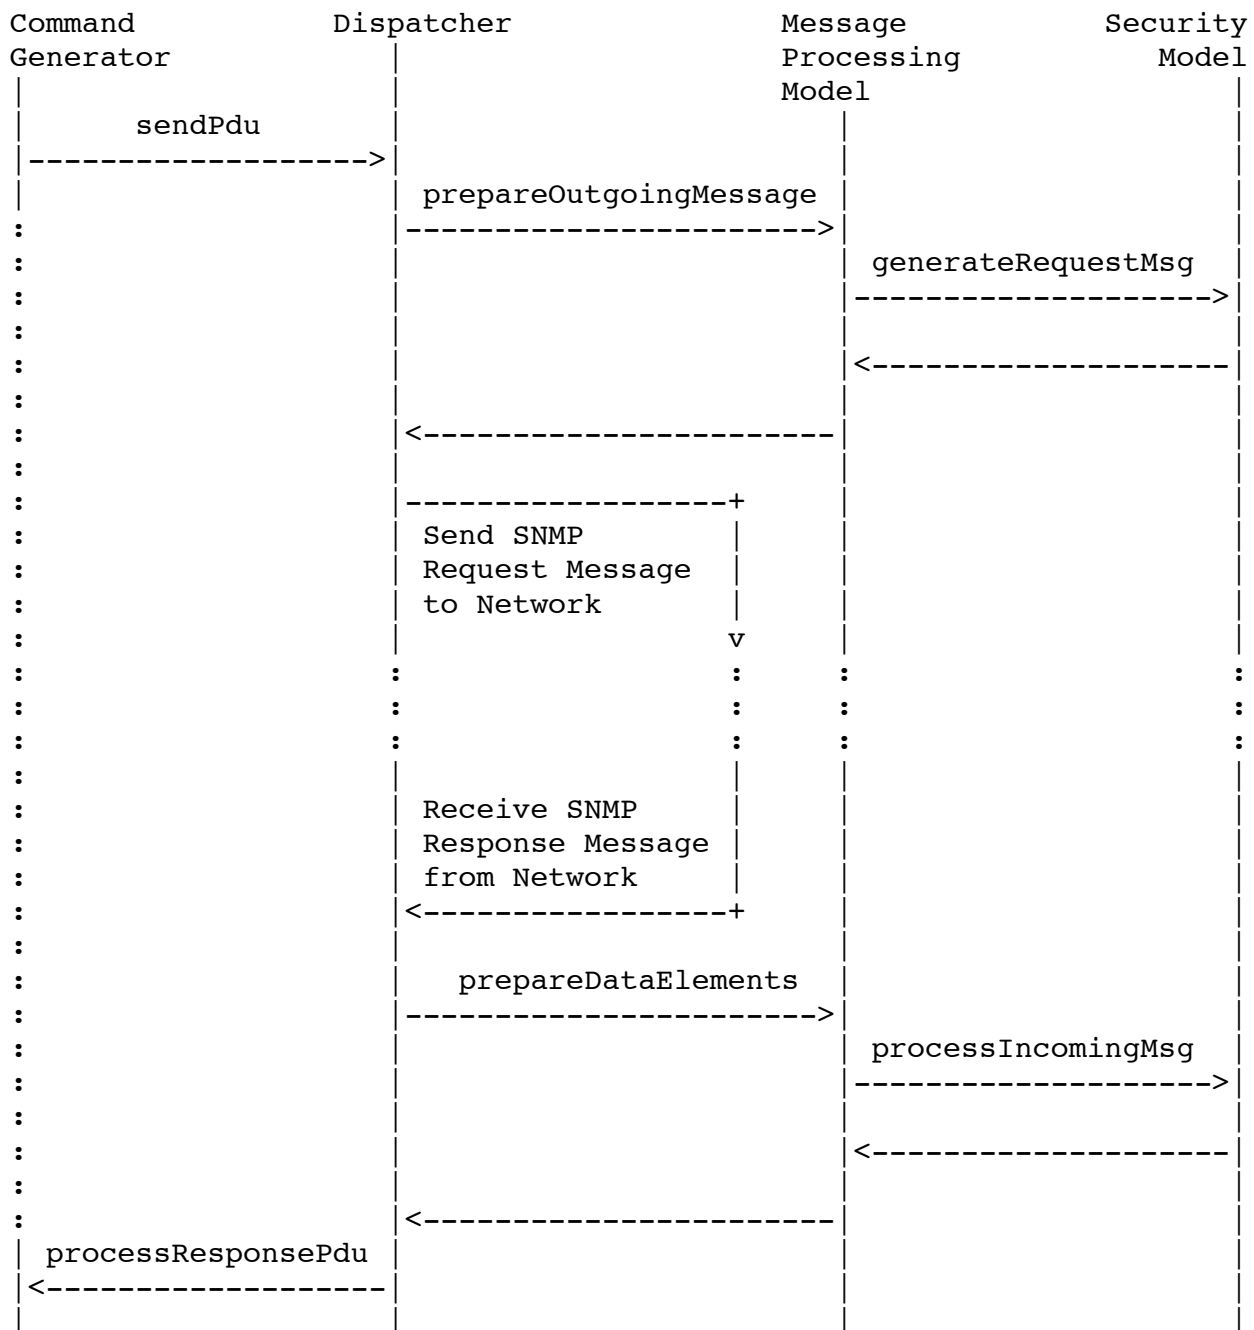 Command Dispatcher Message Security
Generator Processing Model
Model
sendPdu
prepareOutgoingMessage
generateRequestMsg
Send SNMP
Request Message
to Network
v
Receive SNMP
Response Message
from Network
prepareDataElements
processIncomingMsg
processResponsePdu